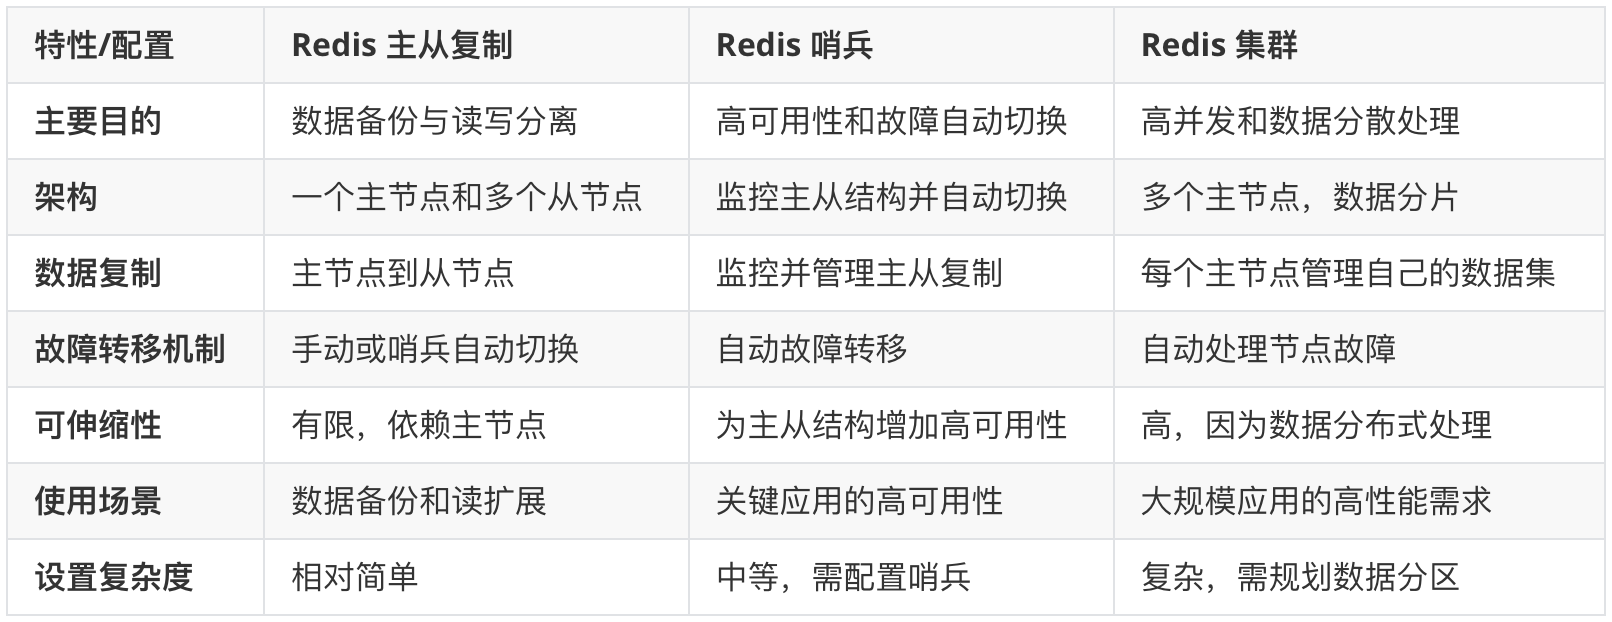 特性/配置 Redis 主从复制 Redis 哨兵 Redis 集群
主要目的 数据备份与读写分离 高可用性和故障自动切换 高并发和数据分散处理
架构 一个主节点和多个从节点 监控主从结构并自动切换 多个主节点，数据分片
数据复制 主节点到从节点 监控并管理主从复制 每个主节点管理自己的数据集
故障转移机制 手动或哨兵自动切换 自动故障转移 自动处理节点故障
可伸缩性 有限，依赖主节点 为主从结构增加高可用性 高，因为数据分布式处理
使用场景 数据备份和读扩展 关键应用的高可用性 大规模应用的高性能需求
设置复杂度 相对简单 中等，需配置哨兵 复杂，需规划数据分区